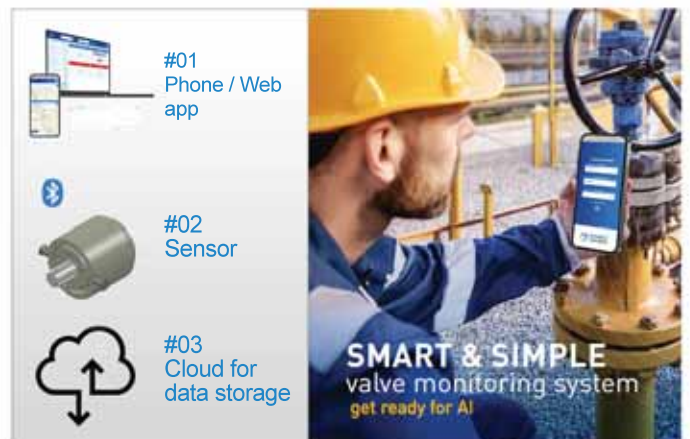 #01
Phone / Web
app
#02
Sensor
#03
Cloud for
data storage
SMART & SIMPLE
valve monitoring system
get ready for AI